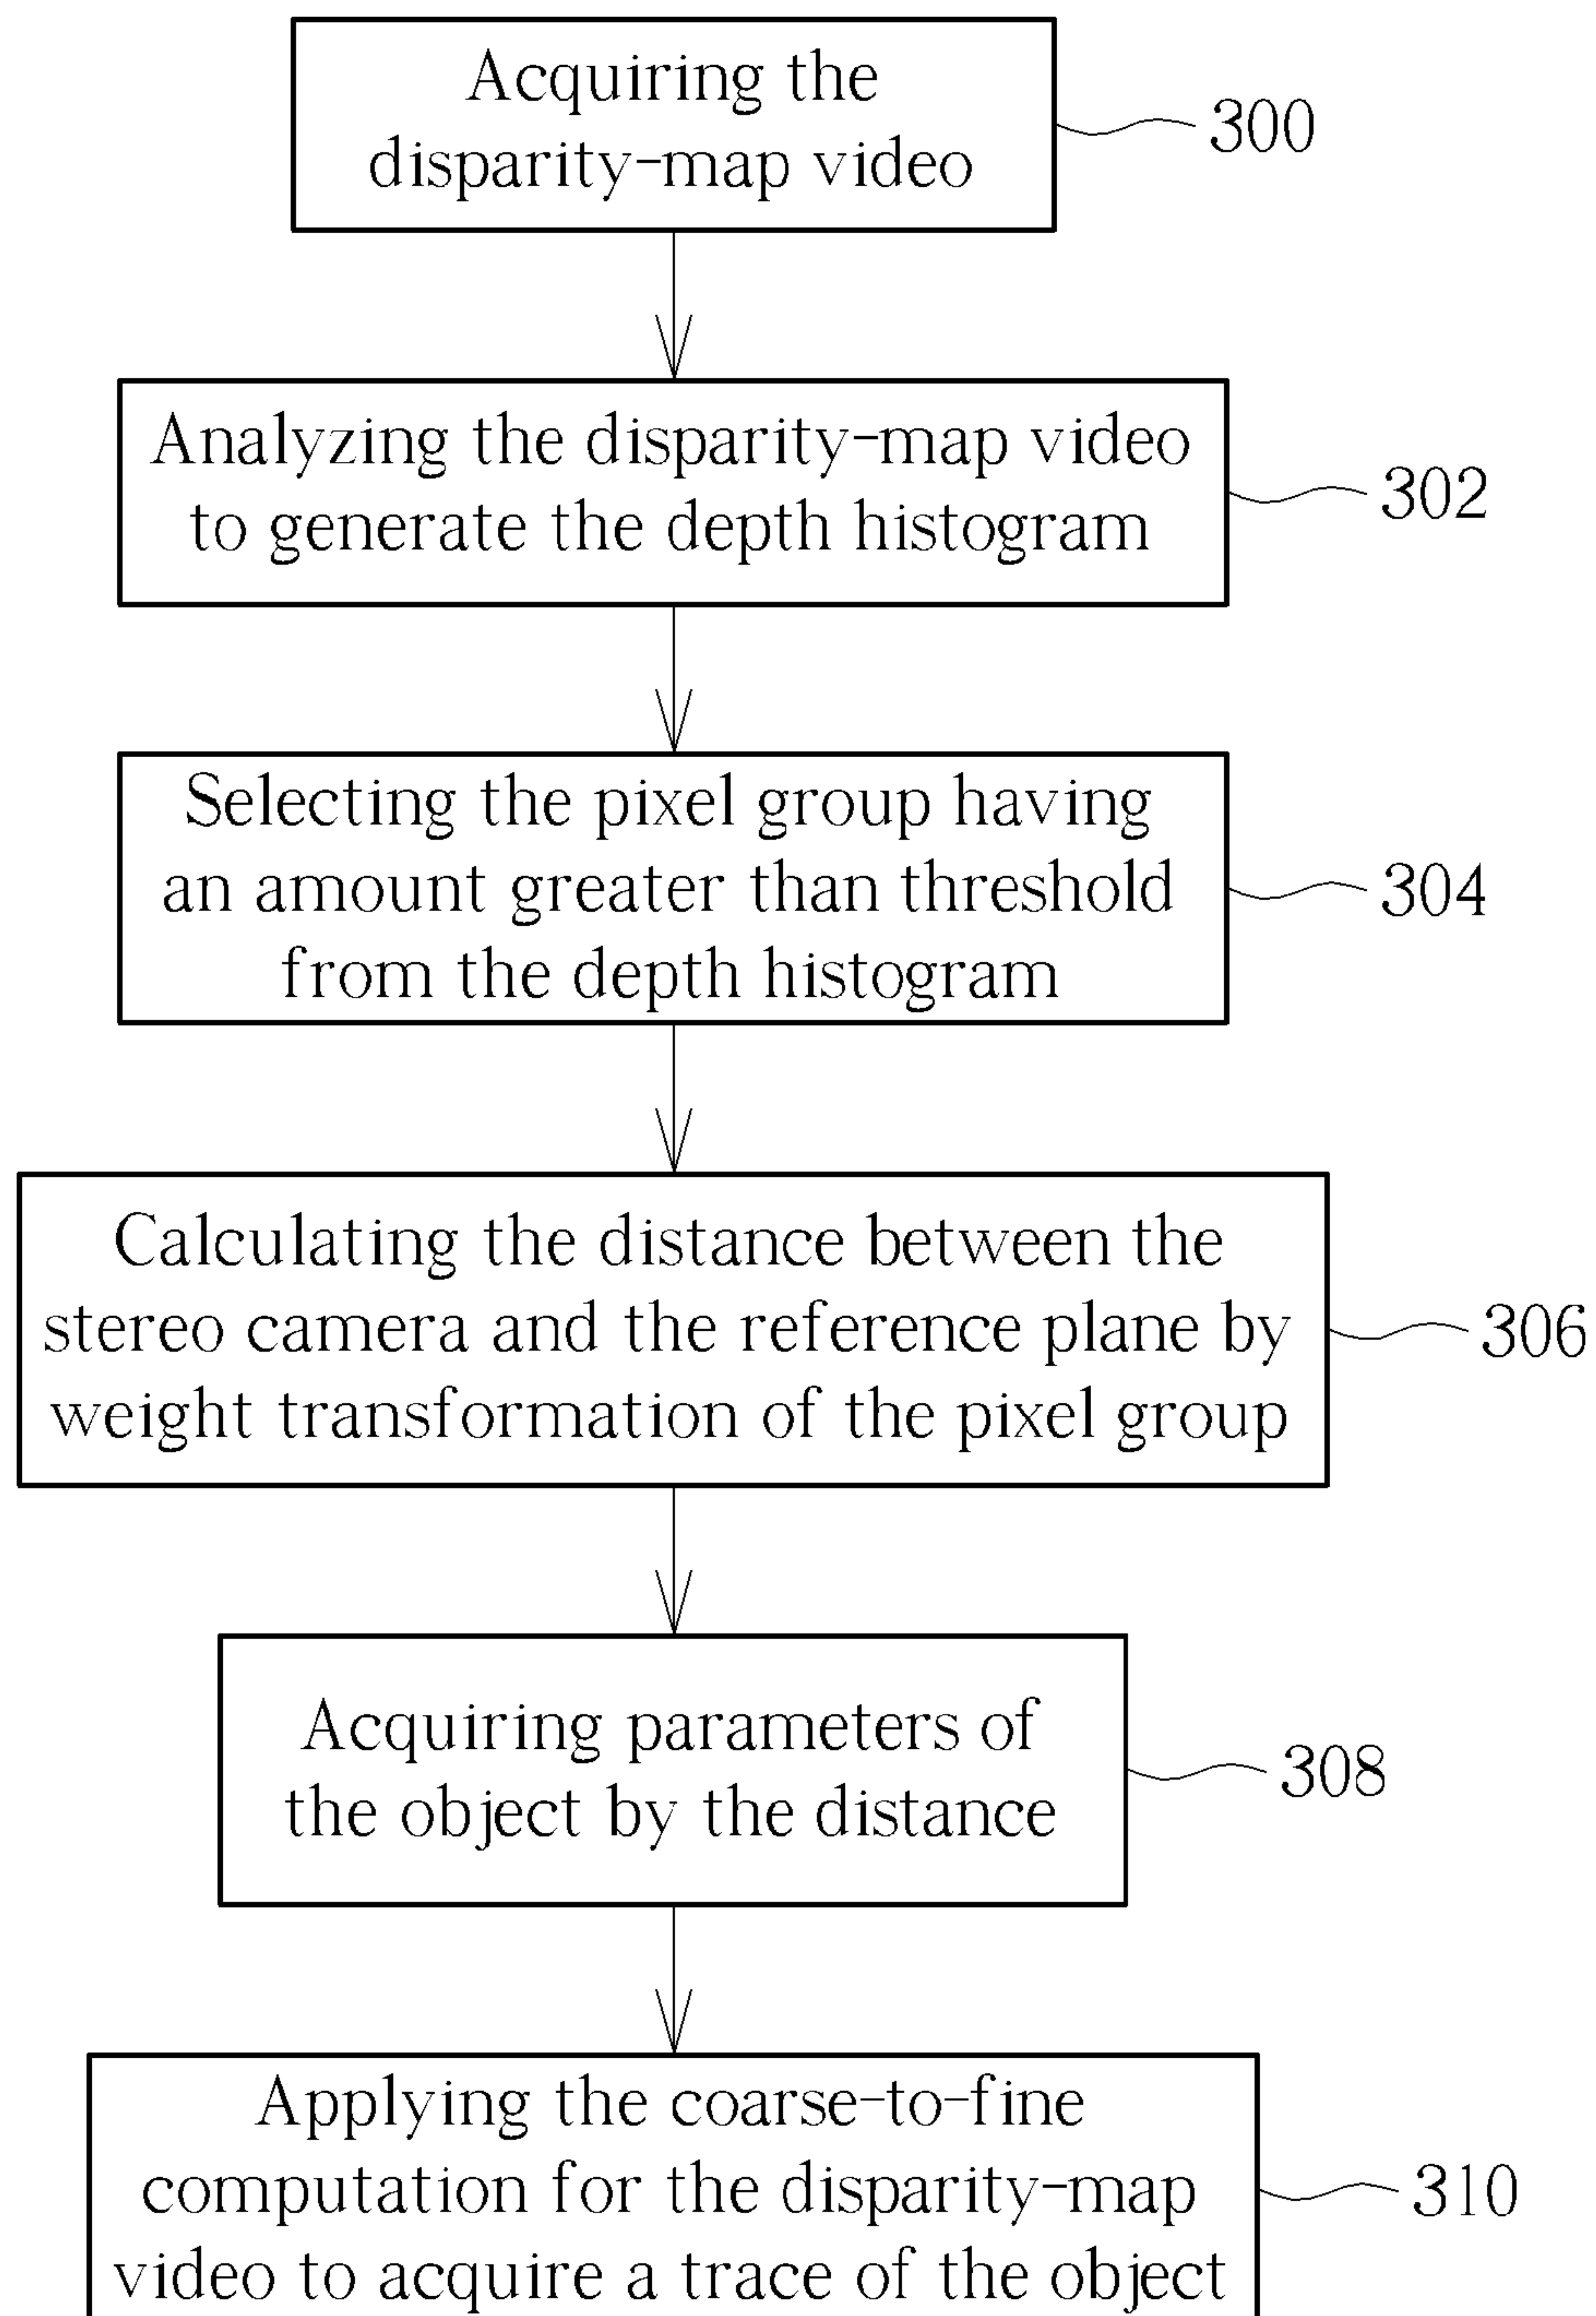 Acquiring the
disparity-map video
300
Analyzing the disparity-map video
to generate the depth histogram
302
Selecting the pixel group having
an amount greater than threshold
from the depth histogram
304
Calculating the distance between the
stereo camera and the reference plane by
weight transformation of the pixel group
306
Acquiring parameters of
the object by the distance
308
Applying the coarse-to-fine
computation for the disparity-map
video to acquire a trace of the object
310